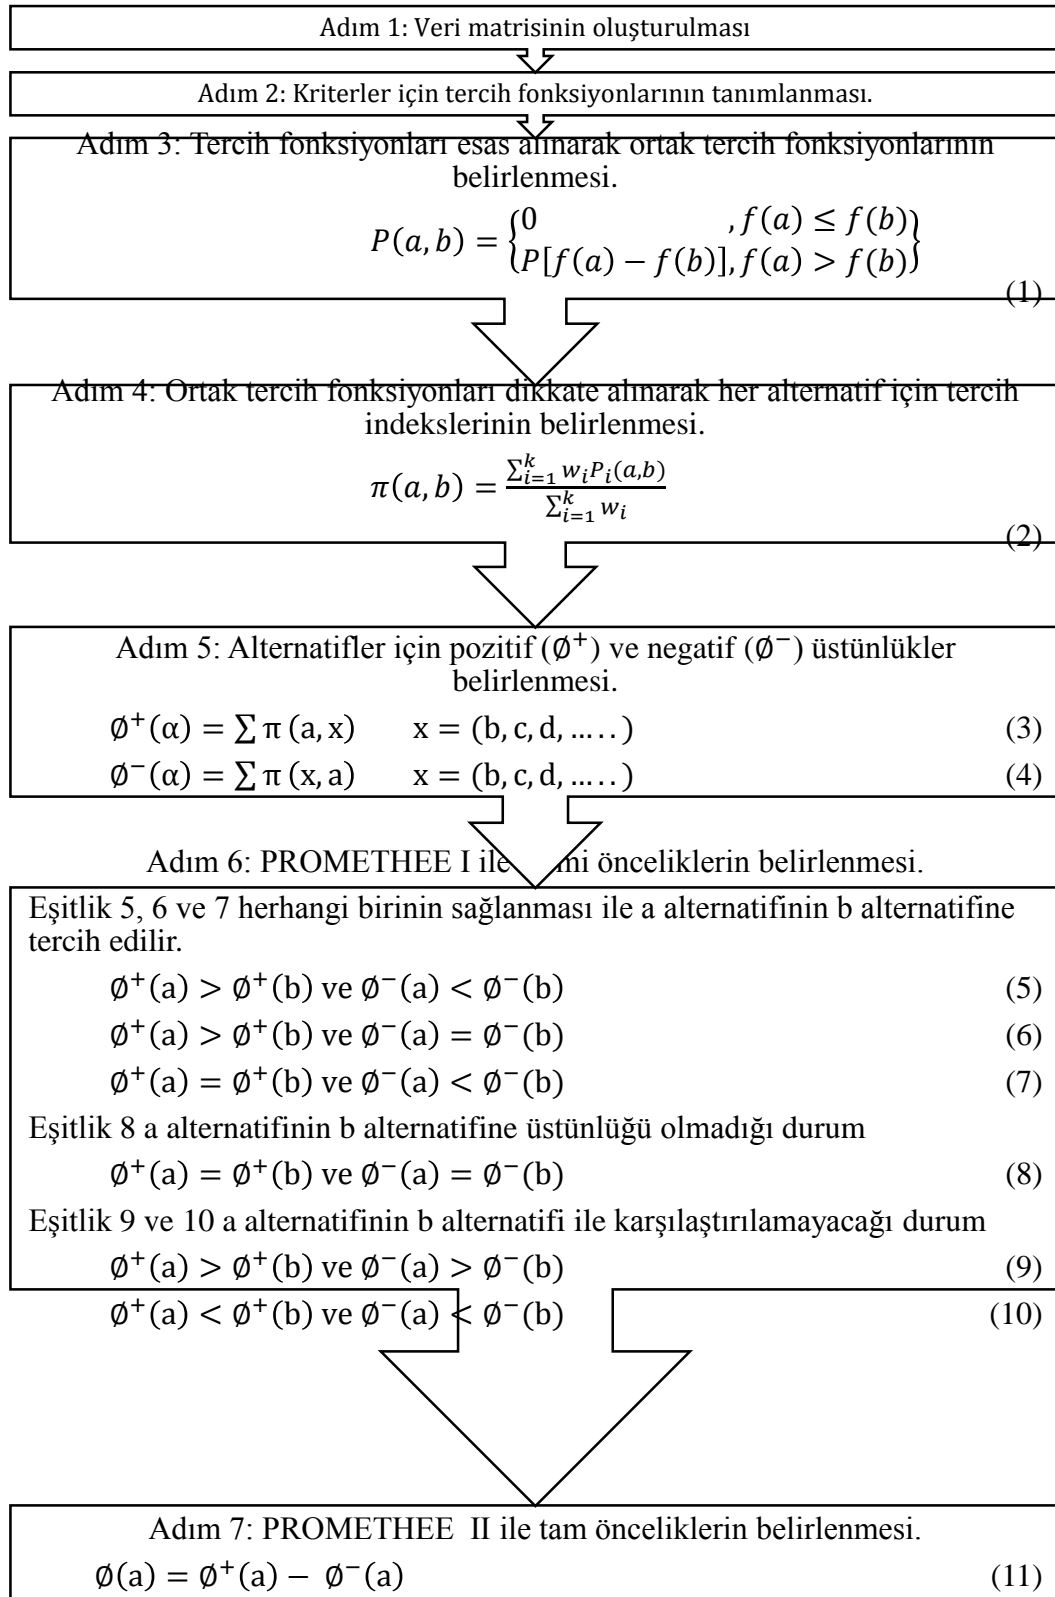 Adım 1: Veri matrisinin oluşturulması
Adım 2: Kriterler için tercih fonksiyonlarının tanımlanması.
Adım 3: Tercih fonksiyonları esas alınarak ortak tercih fonksiyonlarının
belirlenmesi.
P(a, b) = {0 , f(a) ≤ f(b)
P[f(a) − f(b)], f(a) > f(b)}
(1)
Adım 4: Ortak tercih fonksiyonları dikkate alınarak her alternatif için tercih
indekslerinin belirlenmesi.
π(a, b) = ∑ᵢ₌₁ᵏ wᵢPᵢ(a,b) / ∑ᵢ₌₁ᵏ wᵢ
(2)
Adım 5: Alternatifler için pozitif (∅⁺) ve negatif (∅⁻) üstünlükler
belirlenmesi.
∅⁺(α) = ∑ π (a, x) x = (b, c, d, … . . ) (3)
∅⁻(α) = ∑ π (x, a) x = (b, c, d, … . . ) (4)
Adım 6: PROMETHEE I ile mi önceliklerin belirlenmesi.
Eşitlik 5, 6 ve 7 herhangi birinin sağlanması ile a alternatifinin b alternatifine
tercih edilir.
∅⁺(a) > ∅⁺(b) ve ∅⁻(a) < ∅⁻(b) (5)
∅⁺(a) > ∅⁺(b) ve ∅⁻(a) = ∅⁻(b) (6)
∅⁺(a) = ∅⁺(b) ve ∅⁻(a) < ∅⁻(b) (7)
Eşitlik 8 a alternatifinin b alternatifine üstünlüğü olmadığı durum
∅⁺(a) = ∅⁺(b) ve ∅⁻(a) = ∅⁻(b) (8)
Eşitlik 9 ve 10 a alternatifinin b alternatifi ile karşılaştırılamayacağı durum
∅⁺(a) > ∅⁺(b) ve ∅⁻(a) > ∅⁻(b) (9)
∅⁺(a) < ∅⁺(b) ve ∅⁻(a) < ∅⁻(b) (10)
Adım 7: PROMETHEE II ile tam önceliklerin belirlenmesi.
∅(a) = ∅⁺(a) − ∅⁻(a) (11)